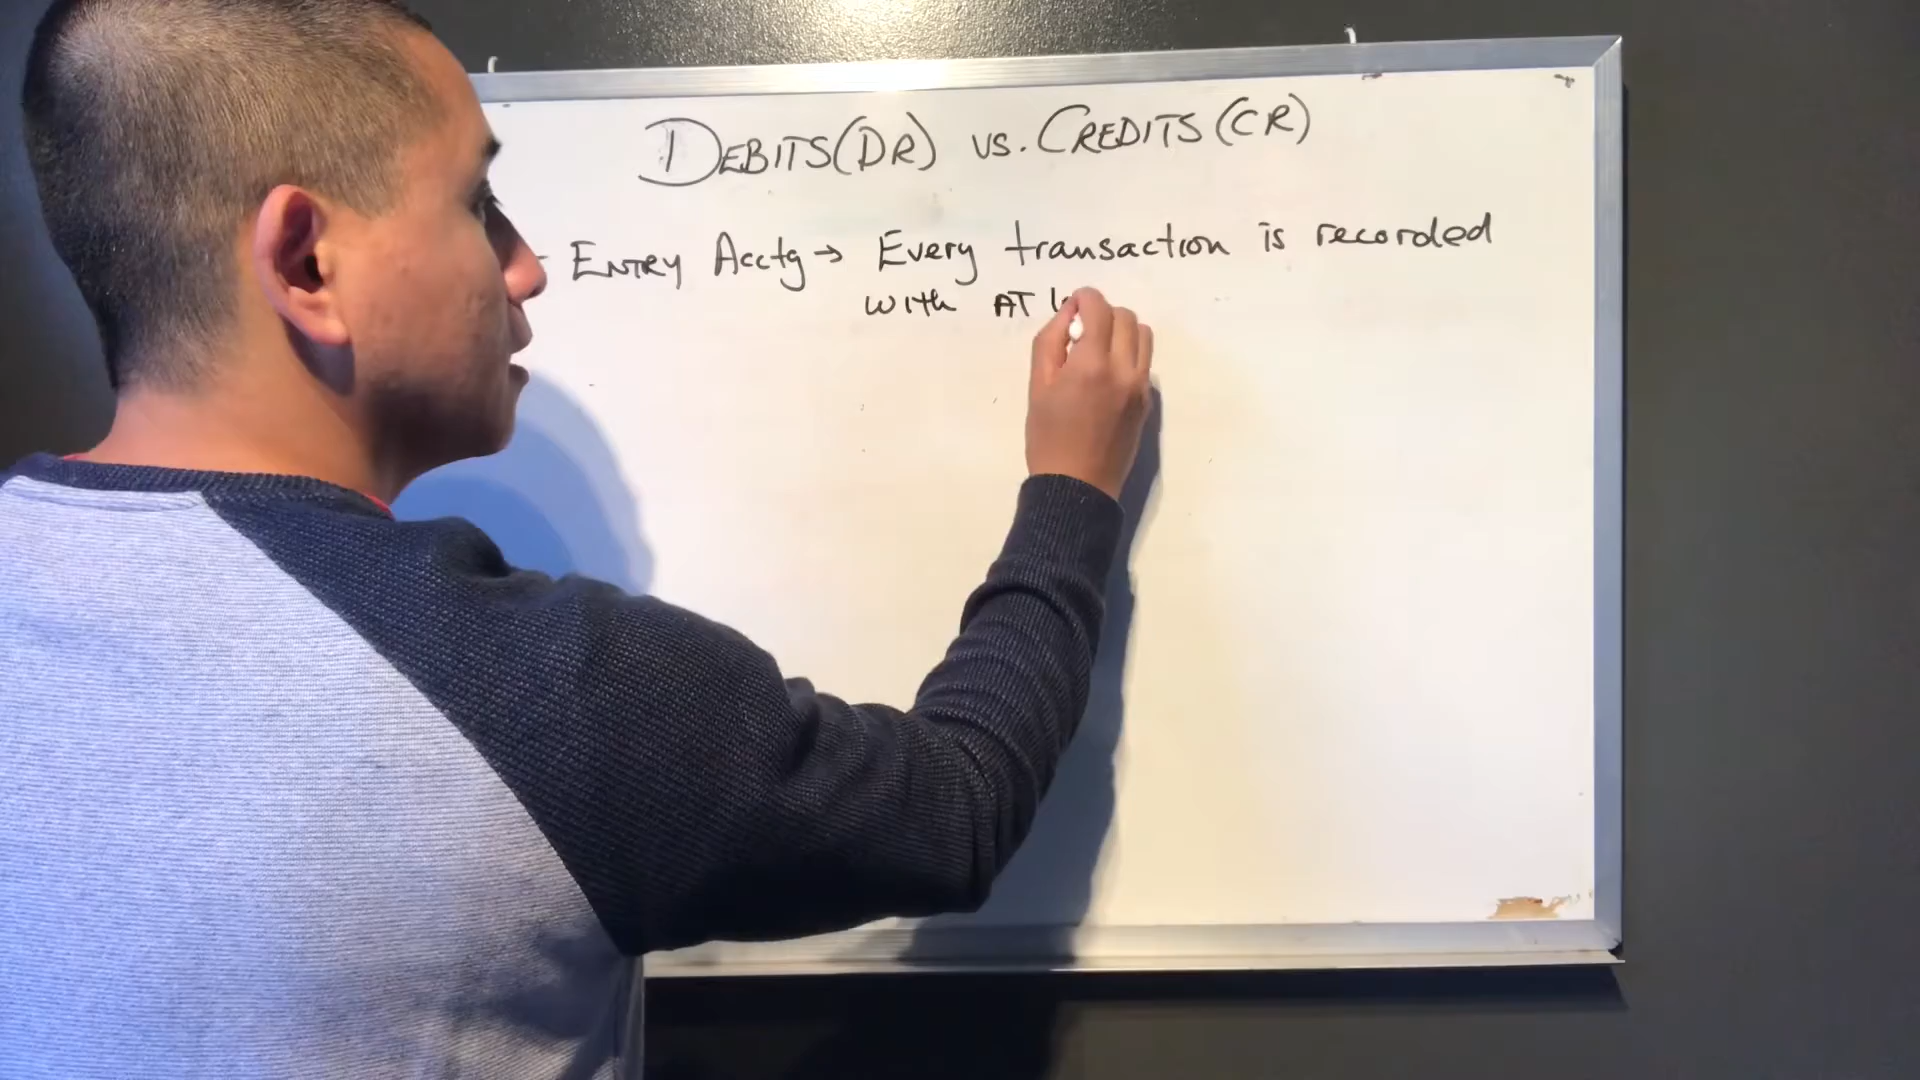 DEBITS(DR) vs. CREDITS(CR)
- ENTRY Acctg → Every transaction is recorded
with AT